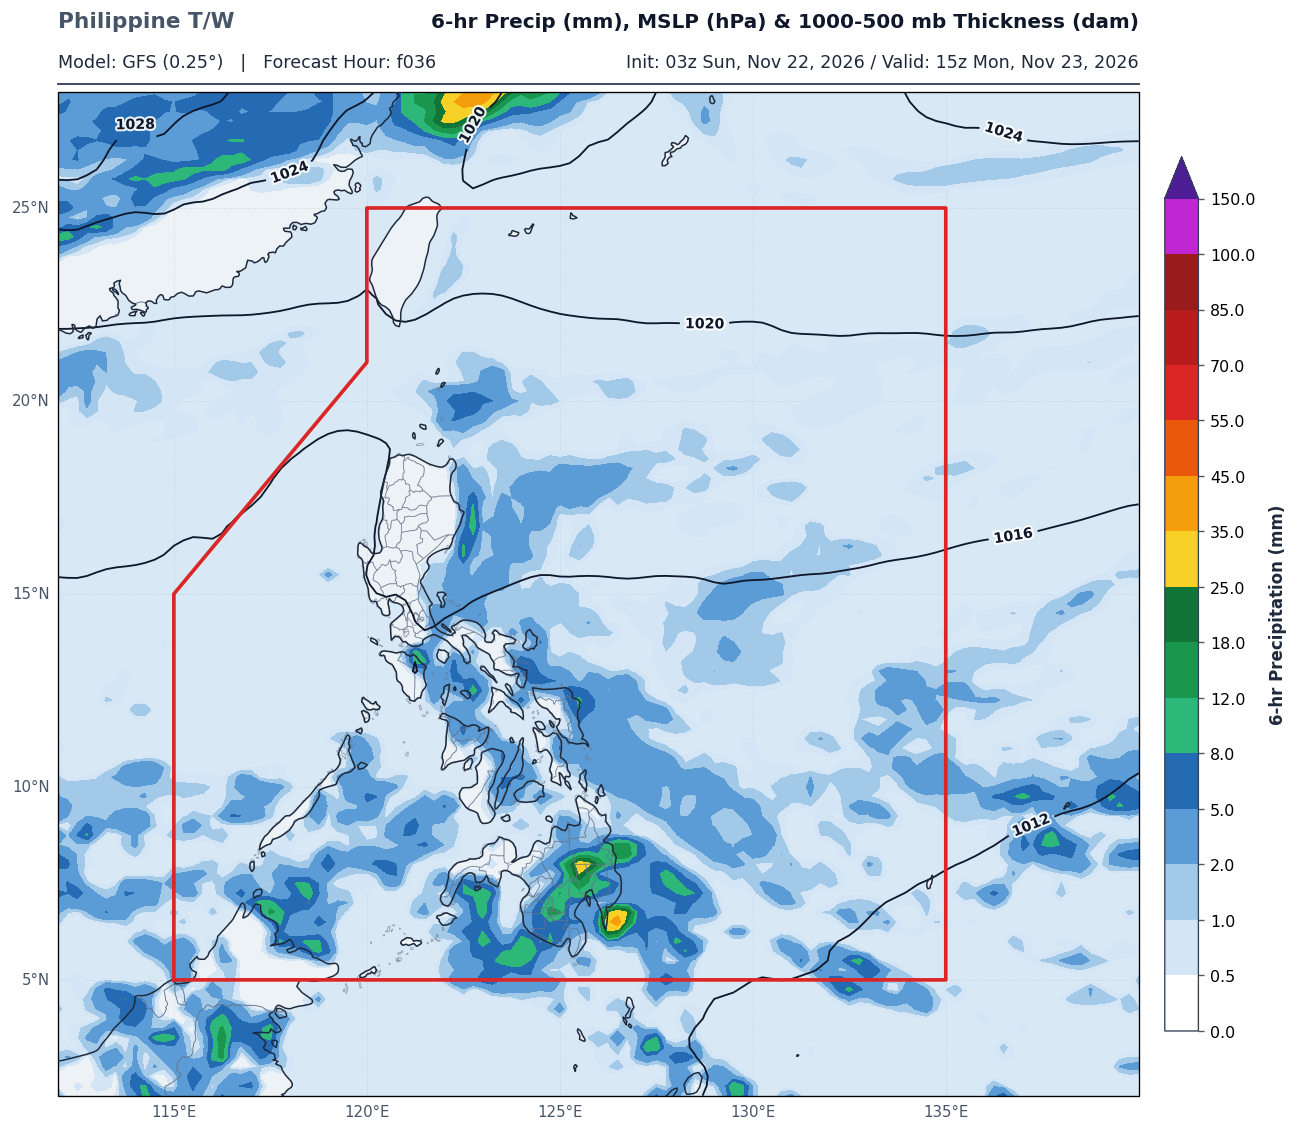 Philippine T/W
6-hr Precip (mm), MSLP (hPa) & 1000-500 mb Thickness (dam)
Model: GFS (0.25°) | Forecast Hour: f036
Init: 03z Sun, Nov 22, 2026 / Valid: 15z Mon, Nov 23, 2026
1028
1020
1024
1024
1020
1016
1012
25°N
20°N
15°N
10°N
5°N
115°E
120°E
125°E
130°E
135°E
150.0
100.0
85.0
70.0
55.0
45.0
35.0
25.0
18.0
12.0
8.0
5.0
2.0
1.0
0.5
0.0
6-hr Precipitation (mm)